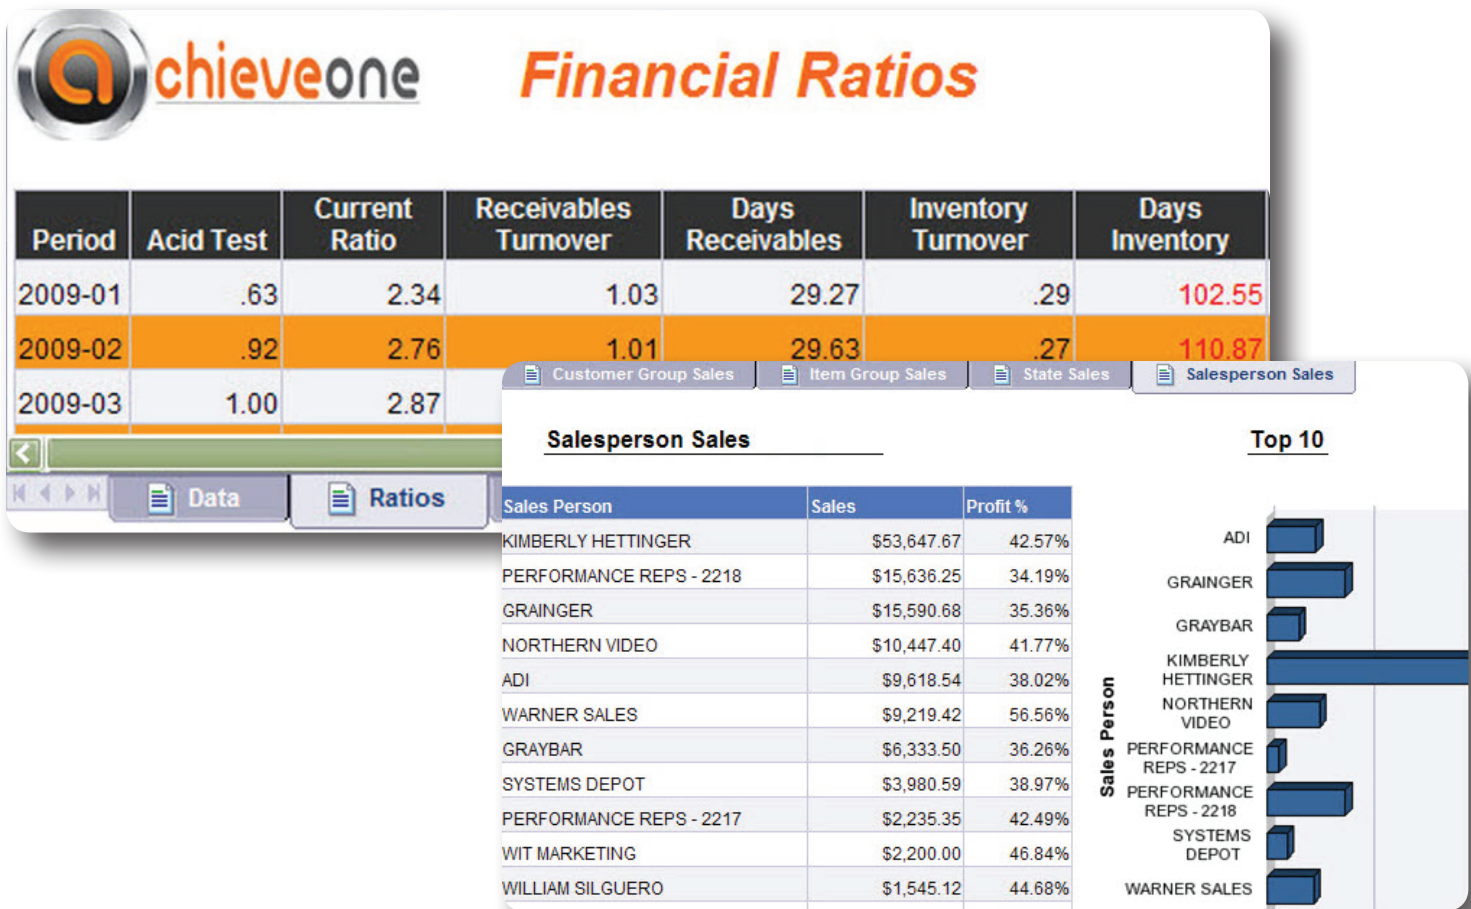 achieveone
Financial Ratios
Period Acid Test Current Ratio Receivables Turnover Days Receivables Inventory Turnover Days Inventory
2009-01 .63 2.34 1.03 29.27 .29 102.55
2009-02 .92 2.76 1.01 29.63 .27 110.87
2009-03 1.00 2.87
Data Ratios
Customer Group Sales Item Group Sales State Sales Salesperson Sales
Salesperson Sales
Sales Person Sales Profit %
KIMBERLY HETTINGER $53,647.67 42.57%
PERFORMANCE REPS - 2218 $15,636.25 34.19%
GRAINGER $15,590.68 35.36%
NORTHERN VIDEO $10,447.40 41.77%
ADI $9,618.54 38.02%
WARNER SALES $9,219.42 56.56%
GRAYBAR $6,333.50 36.26%
SYSTEMS DEPOT $3,980.59 38.97%
PERFORMANCE REPS - 2217 $2,235.35 42.49%
WIT MARKETING $2,200.00 46.84%
WILLIAM SILGUERO $1,545.12 44.68%
Top 10
Sales Person
ADI
GRAINGER
GRAYBAR
KIMBERLY
HETTINGER
NORTHERN
VIDEO
PERFORMANCE
REPS - 2217
PERFORMANCE
REPS - 2218
SYSTEMS
DEPOT
WARNER SALES